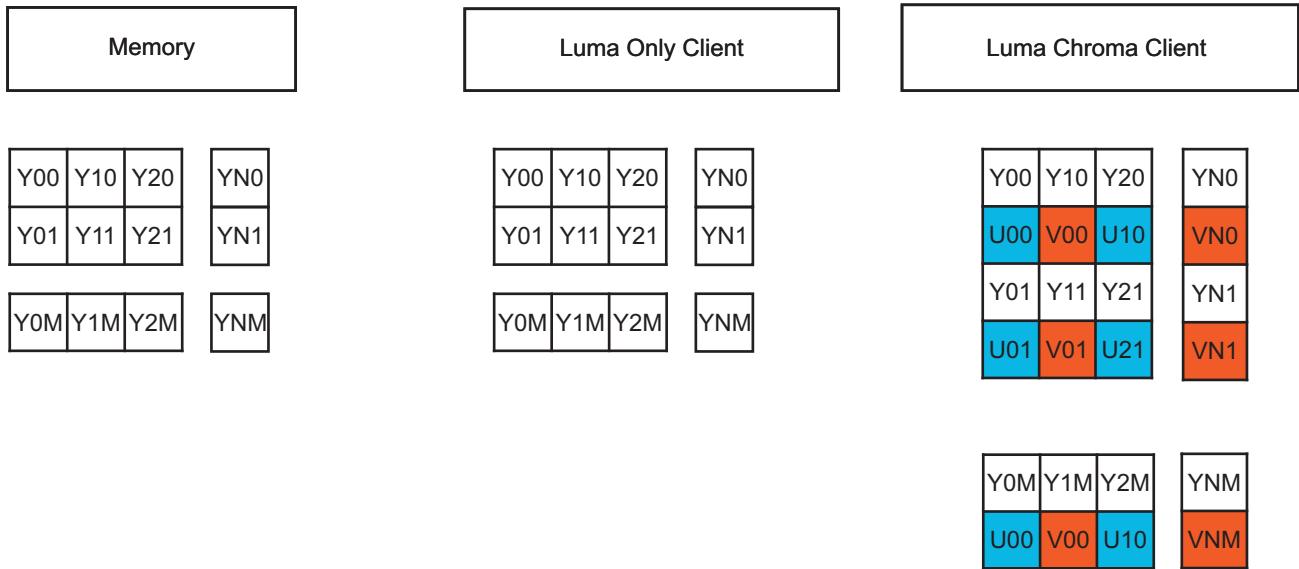 Memory
Luma Only Client
Luma Chroma Client
Y00 Y10 Y20 YN0
Y01 Y11 Y21 YN1
Y0M Y1M Y2M YNM
Y00 Y10 Y20 YN0
Y01 Y11 Y21 YN1
Y0M Y1M Y2M YNM
Y00 Y10 Y20 YN0
U00 V00 U10 VN0
Y01 Y11 Y21 YN1
U01 V01 U21 VN1
Y0M Y1M Y2M YNM
U00 V00 U10 VNM